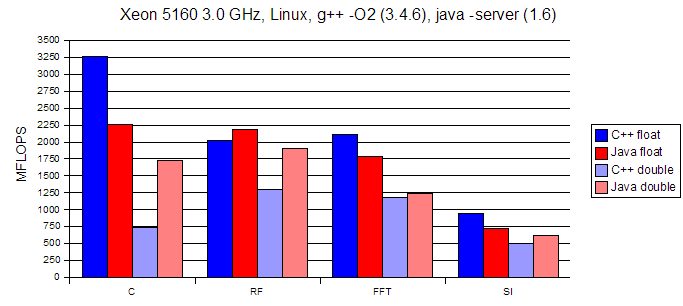 Xeon 5160 3.0 GHz, Linux, g++ -O2 (3.4.6), java -server (1.6)
MFLOPS
3500
3250
3000
2750
2500
2250
2000
1750
1500
1250
1000
750
500
250
0
C
RF
FFT
SI
C++ float
Java float
C++ double
Java double